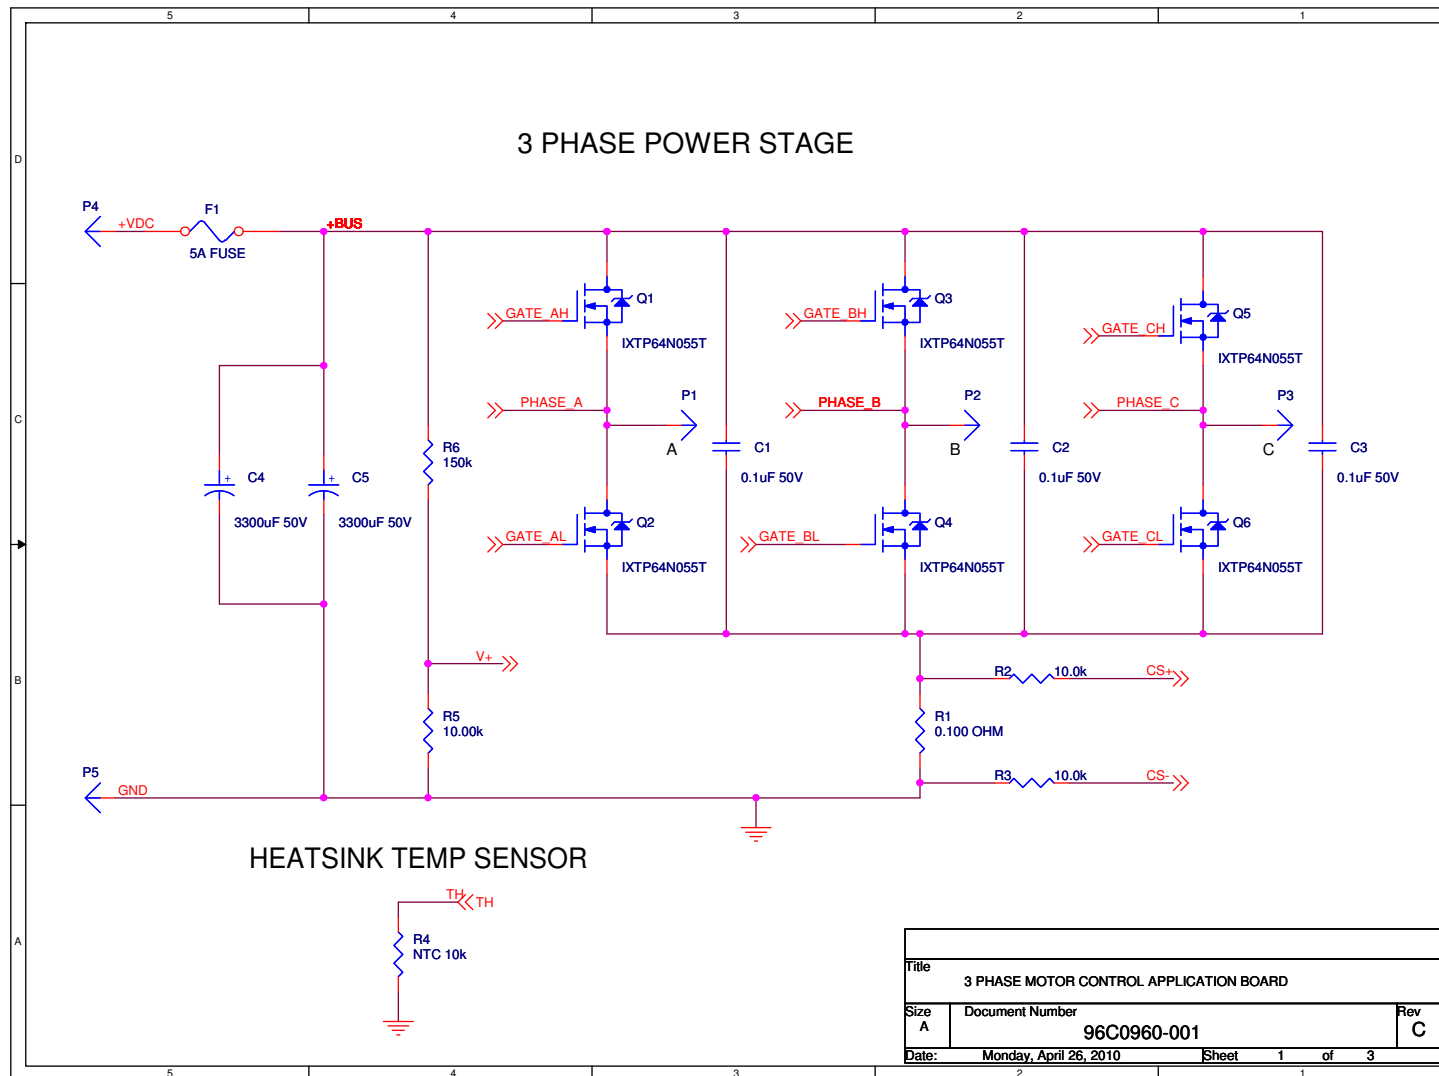 5 4 3 2 1
3 PHASE POWER STAGE
D
P4
+VDC
F1
5A FUSE
+BUS
GATE_AH
Q1
IXTP64N055T
GATE_BH
Q3
IXTP64N055T
GATE_CH
Q5
IXTP64N055T
C
PHASE_A
P1
A
PHASE_B
P2
B
PHASE_C
P3
C
R6
150k
C1
0.1uF 50V
C2
0.1uF 50V
C3
0.1uF 50V
+ C4
3300uF 50V
+ C5
3300uF 50V
GATE_AL
Q2
IXTP64N055T
GATE_BL
Q4
IXTP64N055T
GATE_CL
Q6
IXTP64N055T
B
V+
R2 10.0k CS+
R5
10.00k
R1
0.100 OHM
P5
GND
R3 10.0k CS-
HEATSINK TEMP SENSOR
TH TH
A
R4
NTC 10k
Title
3 PHASE MOTOR CONTROL APPLICATION BOARD
Size Document Number Rev
A 96C0960-001 C
Date: Monday, April 26, 2010 Sheet 1 of 3
5 4 3 2 1